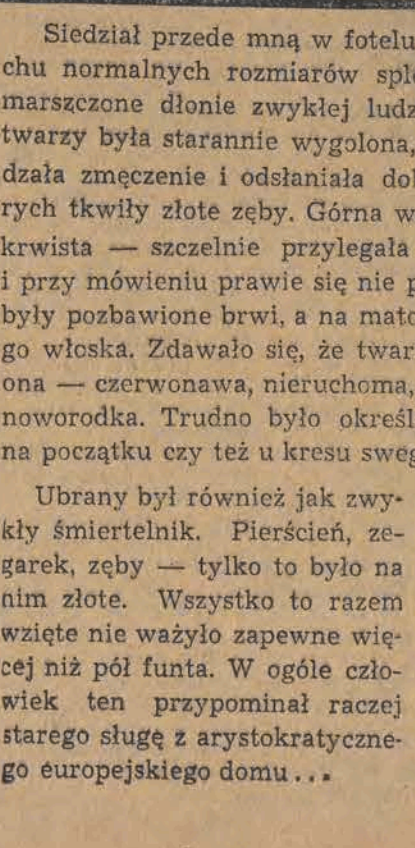 Siedział przede mną w fotelu
chu normalnych rozmiarów spl
marszczone dłonie zwykłej ludz
twarzy była starannie wygolona,
dzała zmęczenie i odsłaniała do
rych tkwiły złote zęby. Górna w
krwista — szczelnie przylegała
i przy mówieniu prawie się nie p
były pozbawione brwi, a na mato
go włoska. Zdawało się, że twar
ona — czerwonawa, nieruchoma,
noworodka. Trudno było określ
na początku czy też u kresu sweg
Ubrany był również jak zwy-
kły śmiertelnik. Pierścień, ze-
garek, zęby — tylko to było na
nim złote. Wszystko to razem
wzięte nie ważyło zapewne wię-
cej niż pół funta. W ogóle czło-
wiek ten przypominał raczej
starego sługę z arystokratyczne-
go europejskiego domu...